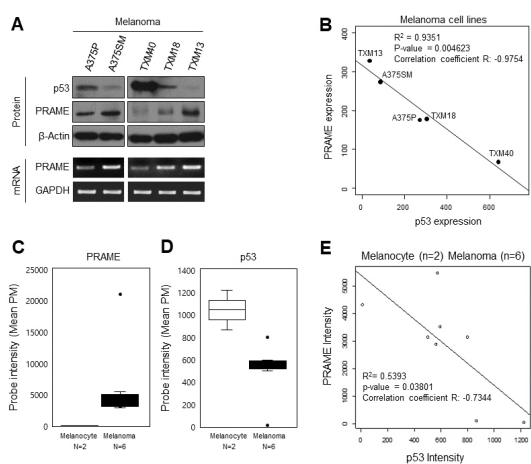 A
Melanoma
A375P
A375SM
TXM40
TXM18
TXM13
Protein
p53
PRAME
β-Actin
mRNA
PRAME
GAPDH
B
Melanoma cell lines
R² = 0.9351
P-value = 0.004623
Correlation coefficient R: -0.9754
TXM13
A375SM
A375P
TXM18
TXM40
PRAME expression
400
300
200
100
0
0 200 400 600
p53 expression
C
PRAME
Probe intensity (Mean PM)
25000
20000
15000
10000
5000
0
Melanocyte Melanoma
N=2 N=6
D
p53
Probe intensity (Mean PM)
1400
1200
1000
800
600
400
200
0
Melanocyte Melanoma
N=2 N=6
E
Melanocyte (n=2) Melanoma (n=6)
PRAME Intensity
5000
4000
3000
2000
1000
0
R²= 0.5393
p-value = 0.03801
Correlation coefficient R: -0.7344
0 200 400 600 800 1000 1200
p53 Intensity